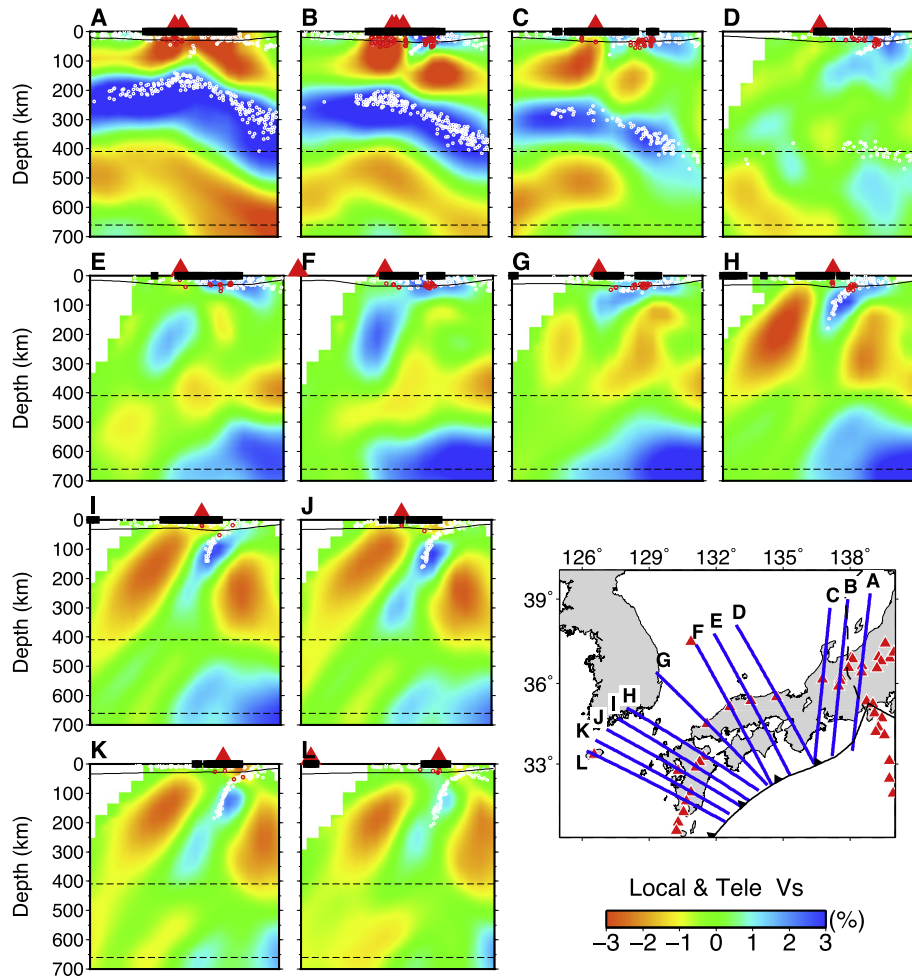 A B C D
0
100
200
300
400
500
600
700
Depth (km)
E F G H
0
100
200
300
400
500
600
700
Depth (km)
I J
0
100
200
300
400
500
600
700
Depth (km)
K L
0
100
200
300
400
500
600
700
Depth (km)
126° 129° 132° 135° 138°
39°
36°
33°
A
B
C
D
E
F
G
H
I
J
K
L
Local & Tele Vs
−3 −2 −1 0 1 2 3
(%)